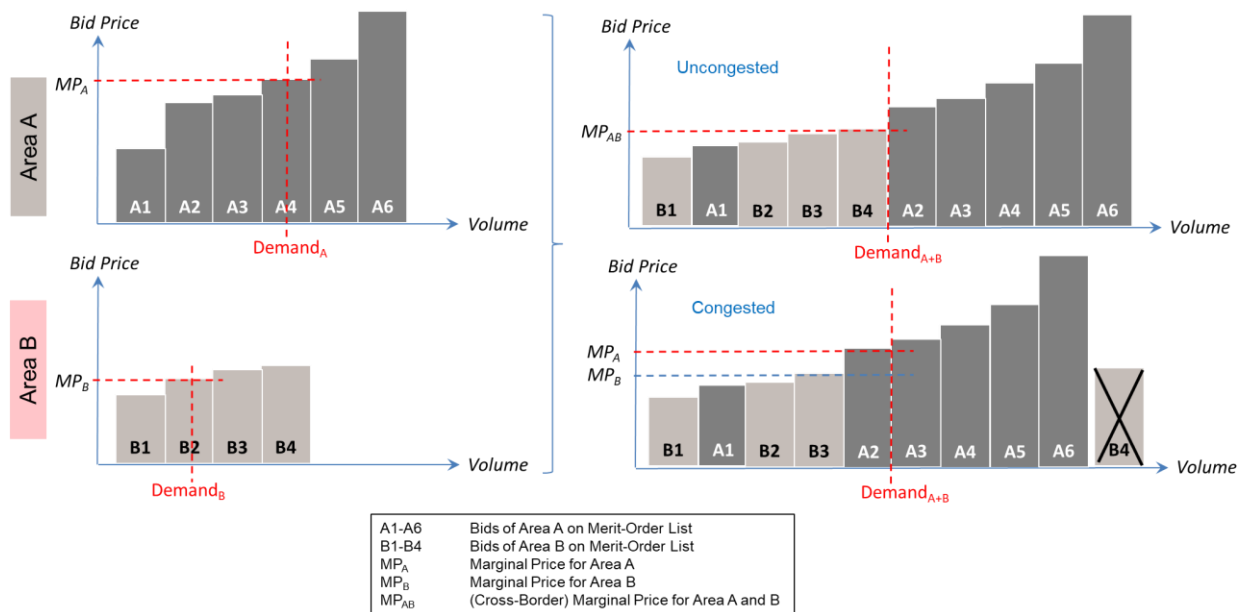 Bid Price
MP_A
Area A
A1 A2 A3 A4 A5 A6
Volume
Demand_A
Bid Price
MP_B
Area B
B1 B2 B3 B4
Volume
Demand_B
Bid Price
Uncongested
MP_AB
B1 A1 B2 B3 B4 A2 A3 A4 A5 A6
Volume
Demand_A+B
Bid Price
Congested
MP_A
MP_B
B1 A1 B2 B3 A2 A3 A4 A5 A6 B4
Volume
Demand_A+B
A1-A6 Bids of Area A on Merit-Order List
B1-B4 Bids of Area B on Merit-Order List
MP_A Marginal Price for Area A
MP_B Marginal Price for Area B
MP_AB (Cross-Border) Marginal Price for Area A and B